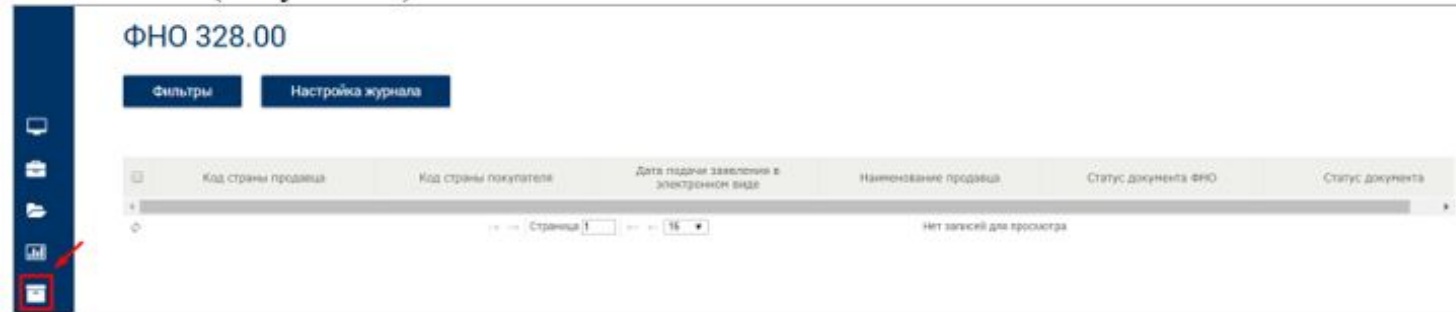 ФНО 328.00
Фильтры Настройка журнала
Код страны продавца Код страны покупателя Дата подачи заявления в электронном виде Наименование продавца Статус документа ФНО Статус документа
Страница 1 15 Нет записей для просмотра